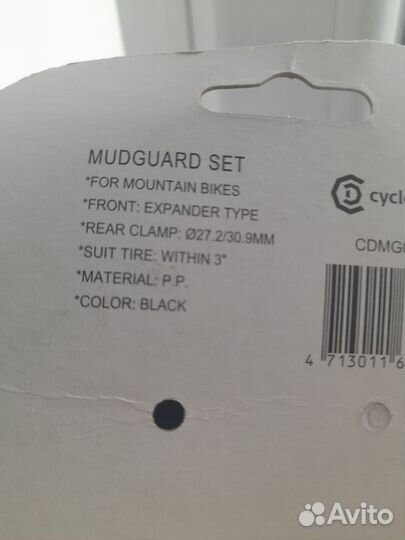 MUDGUARD SET
*FOR MOUNTAIN BIKES
*FRONT: EXPANDER TYPE
*REAR CLAMP: Ø27.2/30.9MM
*SUIT TIRE: WITHIN 3"
*MATERIAL: P.P.
*COLOR: BLACK
cycle
CDMG
4 713011 6
Avito